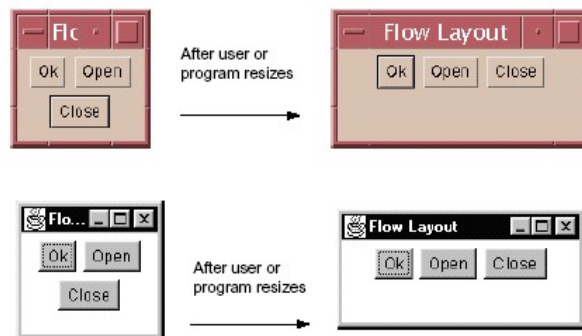 Flc
Ok Open
Close
After user or
program resizes
Flow Layout
Ok Open Close
Flo...
Ok Open
Close
After user or
program resizes
Flow Layout
Ok Open Close